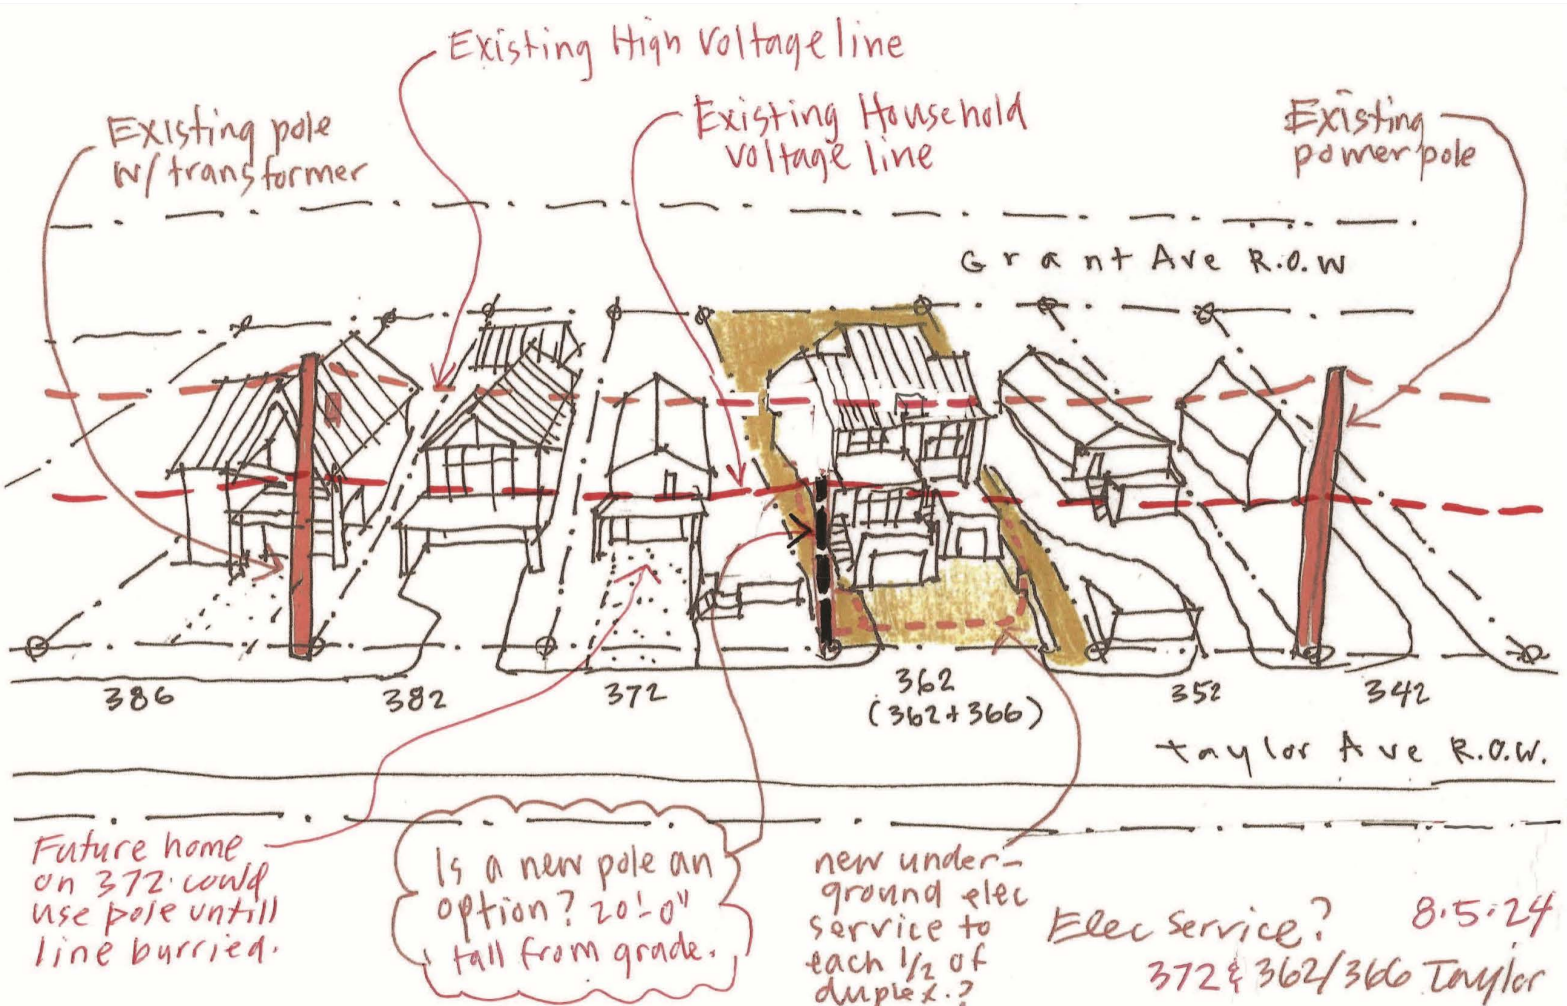 Existing High Voltage line
Existing Household
voltage line
Existing pole
w/transformer
Existing
power pole
Grant Ave R.O.W
386
382
372
362
(362+366)
352
342
Taylor Ave R.O.W.
Future home
on 372 could
use pole untill
line burried.
Is a new pole an
option? 20'-0"
tall from grade.
new under-
ground elec
service to
each 1/2 of
duplex.?
Elec Service?
8.5.24
372 & 362/366 Taylor